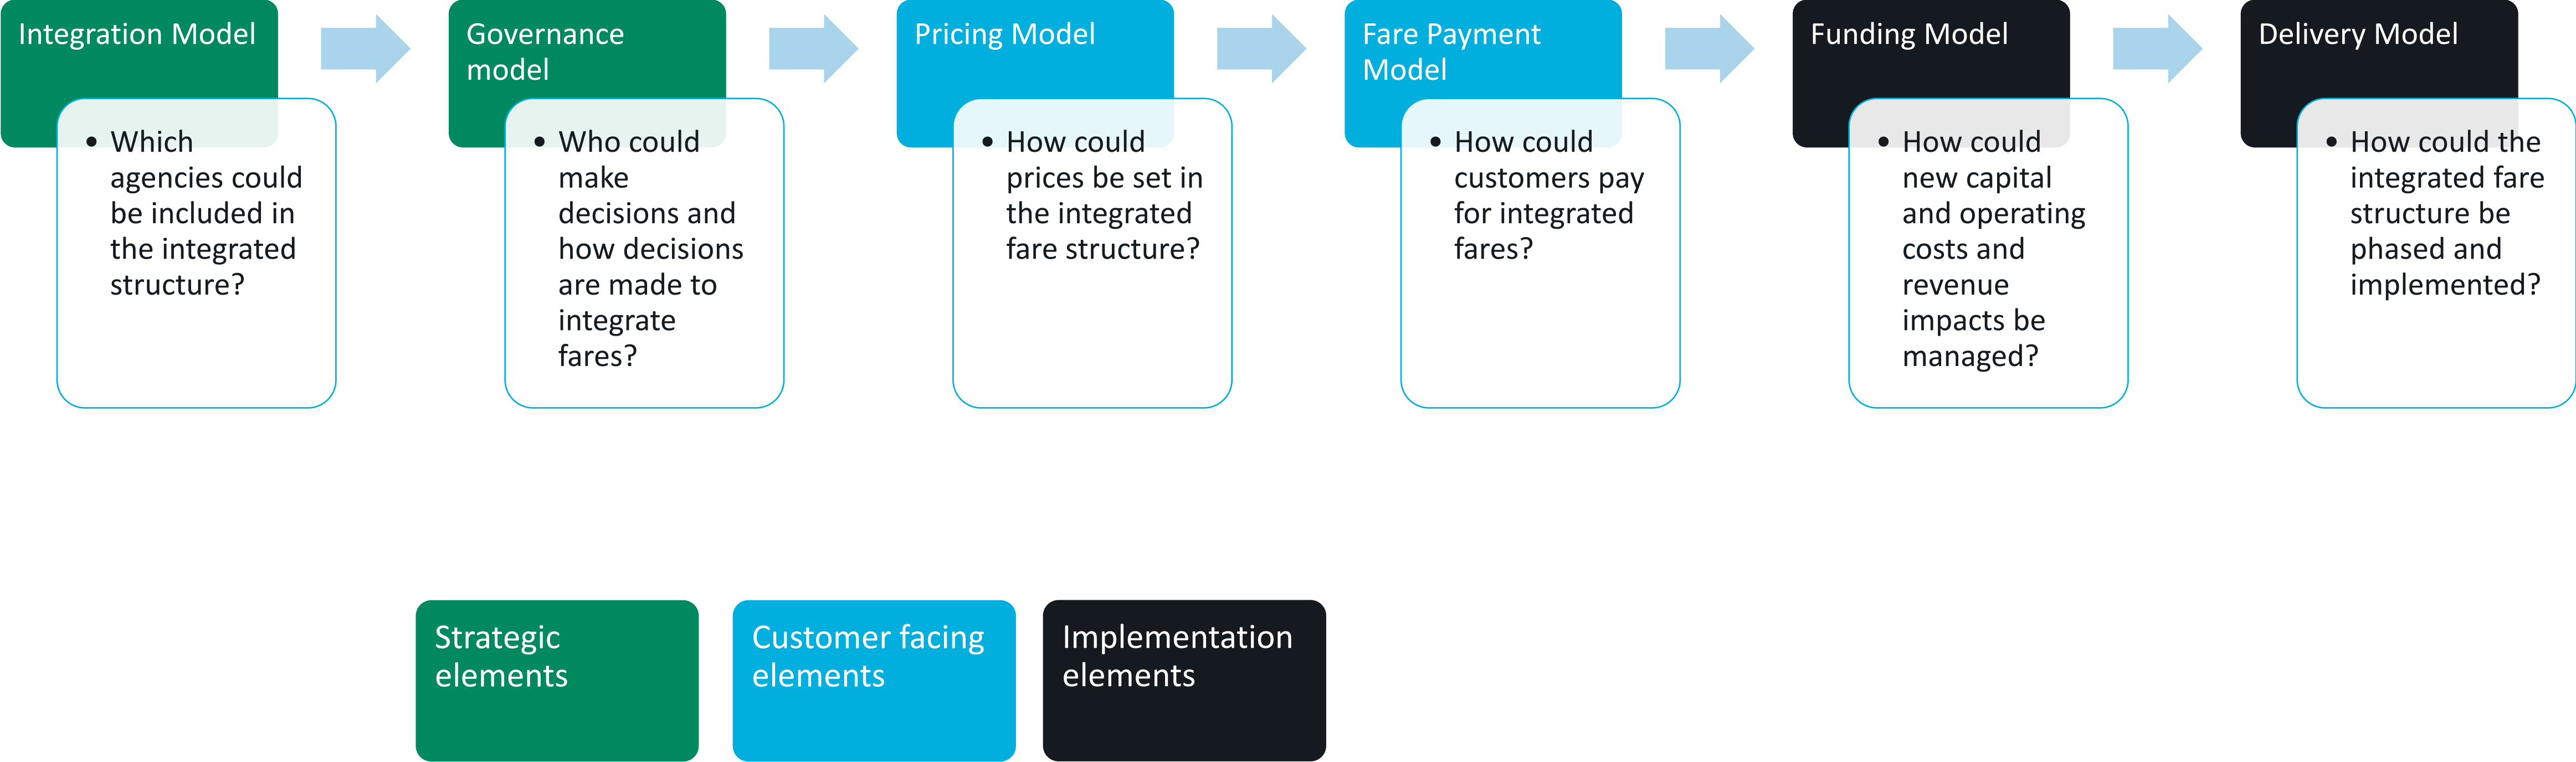 Integration Model
• Which
agencies could
be included in
the integrated
structure?
Governance
model
• Who could
make
decisions and
how decisions
are made to
integrate
fares?
Pricing Model
• How could
prices be set in
the integrated
fare structure?
Fare Payment
Model
• How could
customers pay
for integrated
fares?
Funding Model
• How could
new capital
and operating
costs and
revenue
impacts be
managed?
Delivery Model
• How could the
integrated fare
structure be
phased and
implemented?
Strategic
elements
Customer facing
elements
Implementation
elements